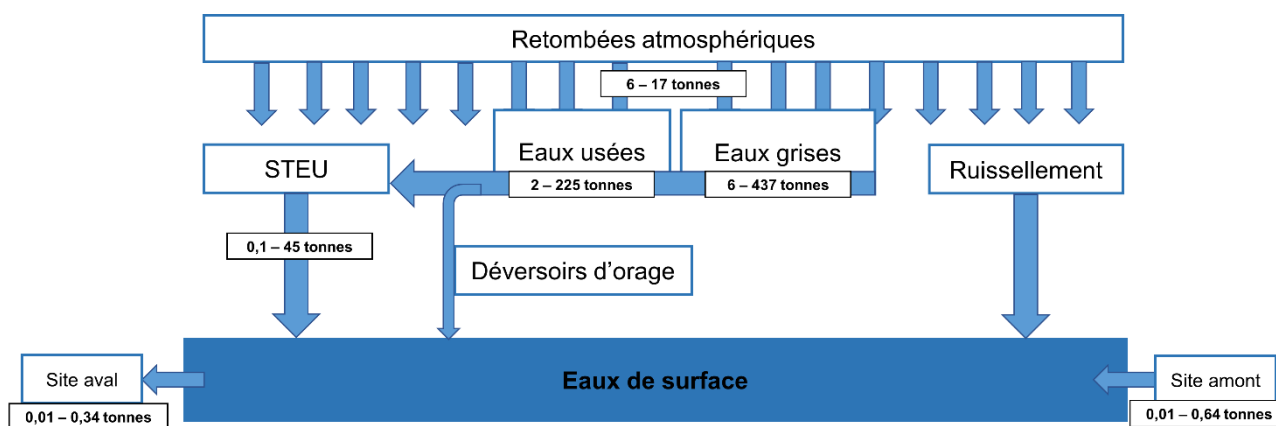 Retombées atmosphériques
6 – 17 tonnes
Eaux usées
Eaux grises
STEU
Ruissellement
2 – 225 tonnes
6 – 437 tonnes
0,1 – 45 tonnes
Déversoirs d’orage
Site aval
Eaux de surface
Site amont
0,01 – 0,34 tonnes
0,01 – 0,64 tonnes